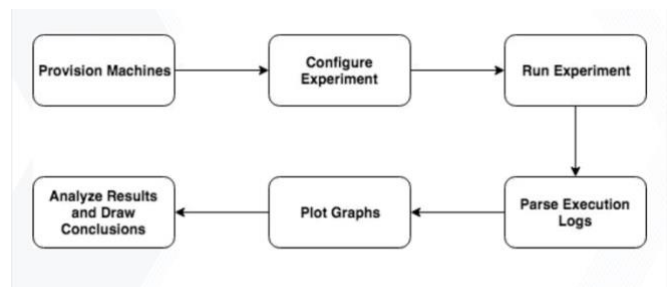 Provision Machines
Configure
Experiment
Run Experiment
Parse Execution
Logs
Plot Graphs
Analyze Results
and Draw
Conclusions